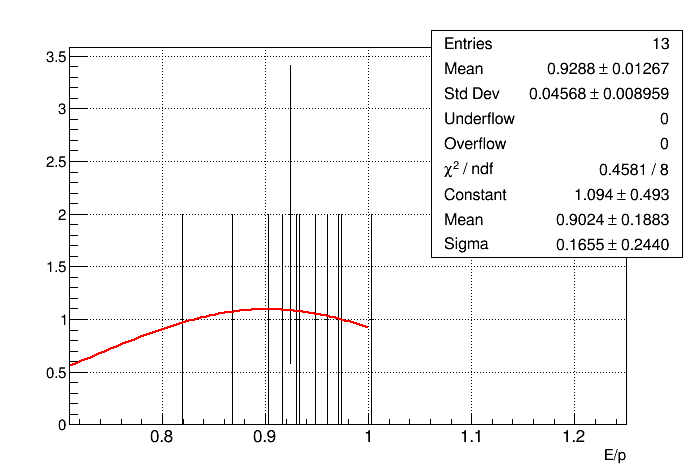 Entries 13
Mean 0.9288 ± 0.01267
Std Dev 0.04568 ± 0.008959
Underflow 0
Overflow 0
χ² / ndf 0.4581 / 8
Constant 1.094 ± 0.493
Mean 0.9024 ± 0.1883
Sigma 0.1655 ± 0.2440
3.5
3
2.5
2
1.5
1
0.5
0
0.8 0.9 1 1.1 1.2
E/p